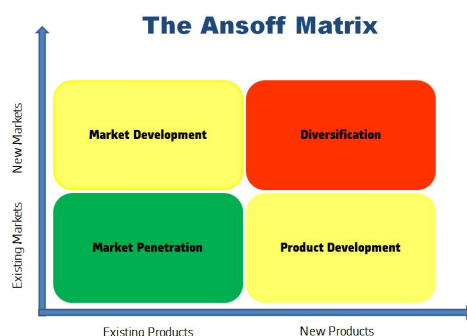 The Ansoff Matrix
New Markets
Market Development
Diversification
Existing Markets
Market Penetration
Product Development
Existing Products
New Products